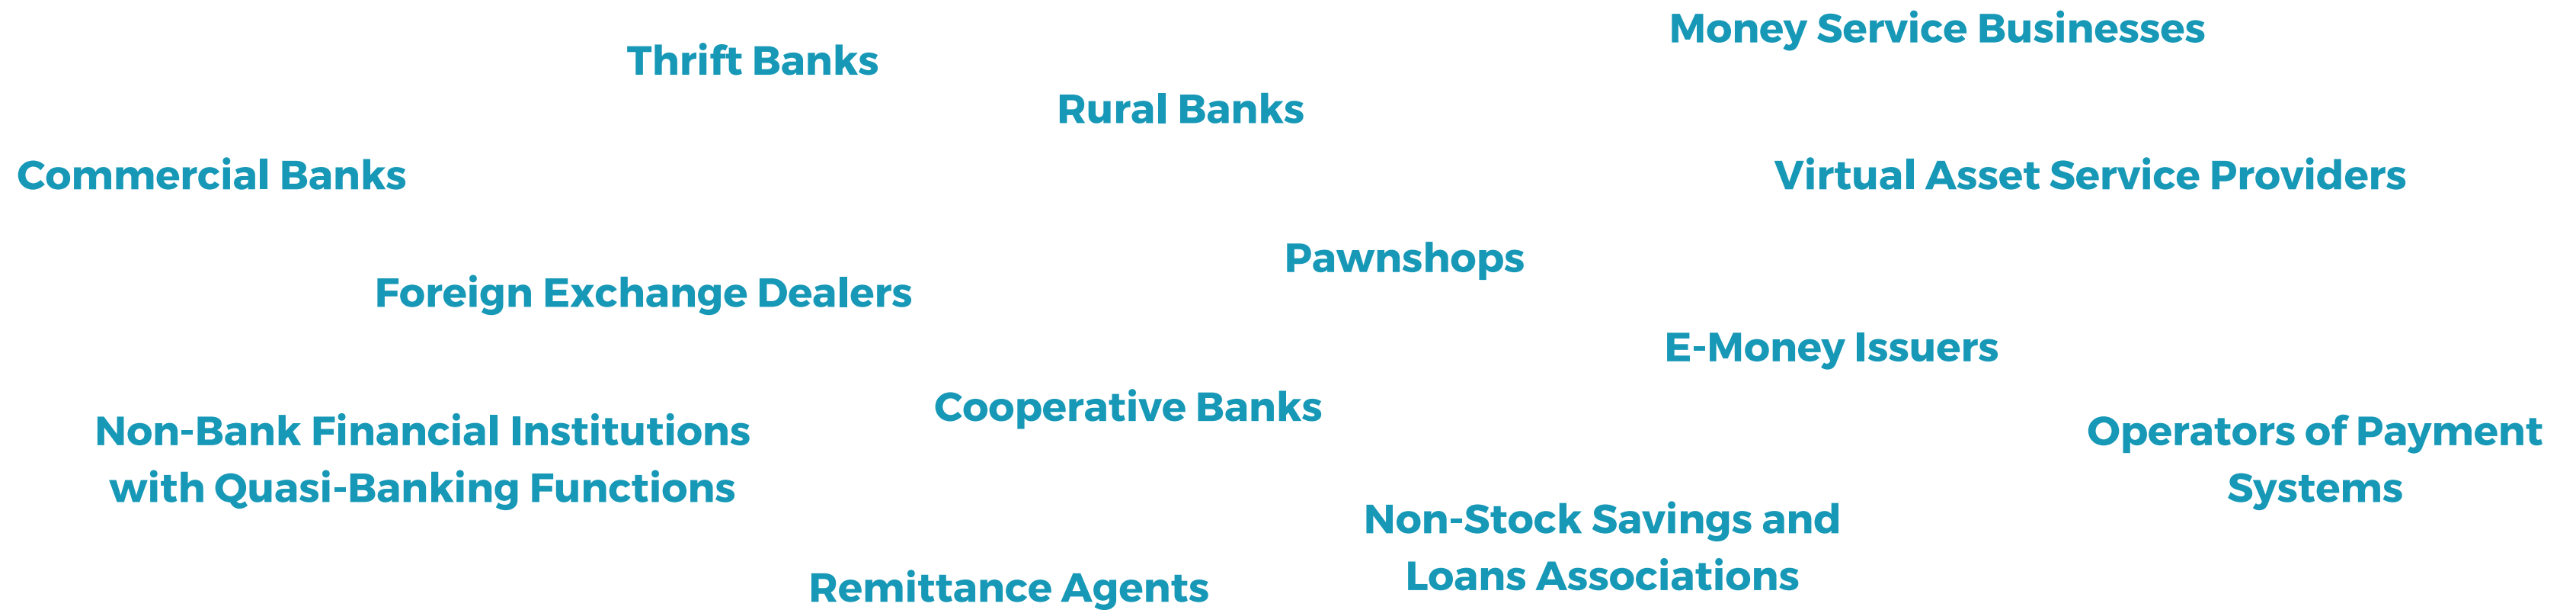 Money Service Businesses
Thrift Banks
Rural Banks
Commercial Banks
Virtual Asset Service Providers
Pawnshops
Foreign Exchange Dealers
E-Money Issuers
Cooperative Banks
Non-Bank Financial Institutions
with Quasi-Banking Functions
Operators of Payment
Systems
Non-Stock Savings and
Loans Associations
Remittance Agents